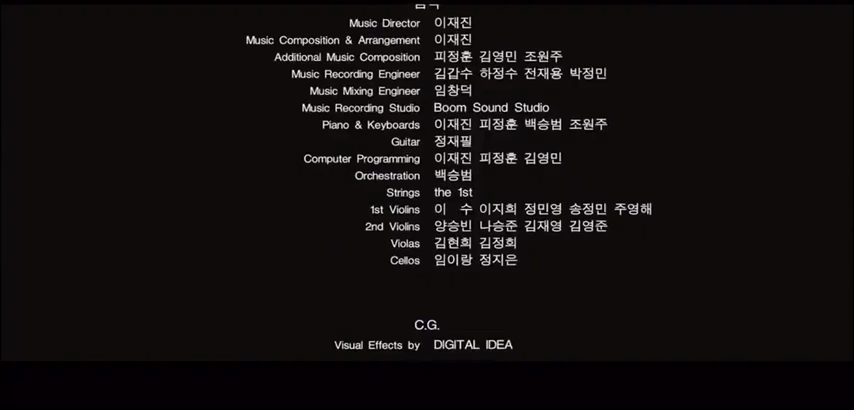 Music Director 이재진
Music Composition & Arrangement 이재진
Additional Music Composition 피정훈 김영민 조원주
Music Recording Engineer 김갑수 하정수 전재용 박정민
Music Mixing Engineer 임창덕
Music Recording Studio Boom Sound Studio
Piano & Keyboards 이재진 피정훈 백승범 조원주
Guitar 정재필
Computer Programming 이재진 피정훈 김영민
Orchestration 백승범
Strings the 1st
1st Violins 이 수 이지희 정민영 송정민 주영해
2nd Violins 양승빈 나승준 김재영 김영준
Violas 김현희 김정희
Cellos 임이랑 정지은
C.G.
Visual Effects by DIGITAL IDEA